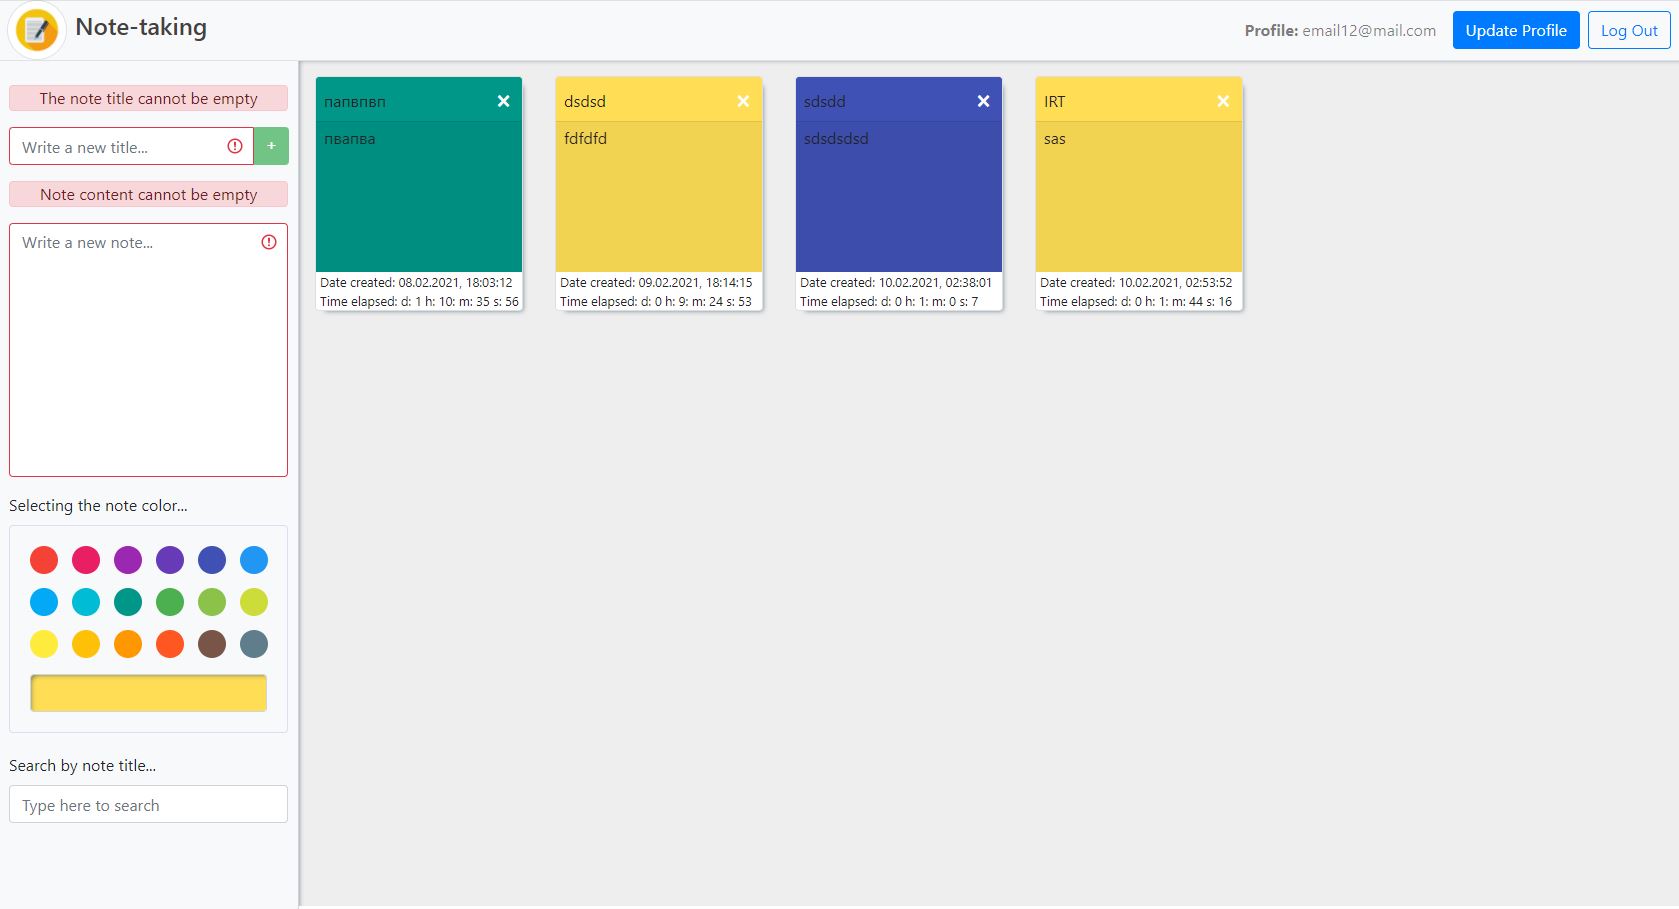 Note-taking
Profile: email12@mail.com
Update Profile
Log Out
The note title cannot be empty
Write a new title...
+
Note content cannot be empty
Write a new note...
Selecting the note color...
Search by note title...
Type here to search
папвпвп
пвапва
Date created: 08.02.2021, 18:03:12
Time elapsed: d: 1 h: 10: m: 35 s: 56
dsdsd
fdfdfd
Date created: 09.02.2021, 18:14:15
Time elapsed: d: 0 h: 9: m: 24 s: 53
sdsdd
sdsdsdsd
Date created: 10.02.2021, 02:38:01
Time elapsed: d: 0 h: 1: m: 0 s: 7
IRT
sas
Date created: 10.02.2021, 02:53:52
Time elapsed: d: 0 h: 1: m: 44 s: 16